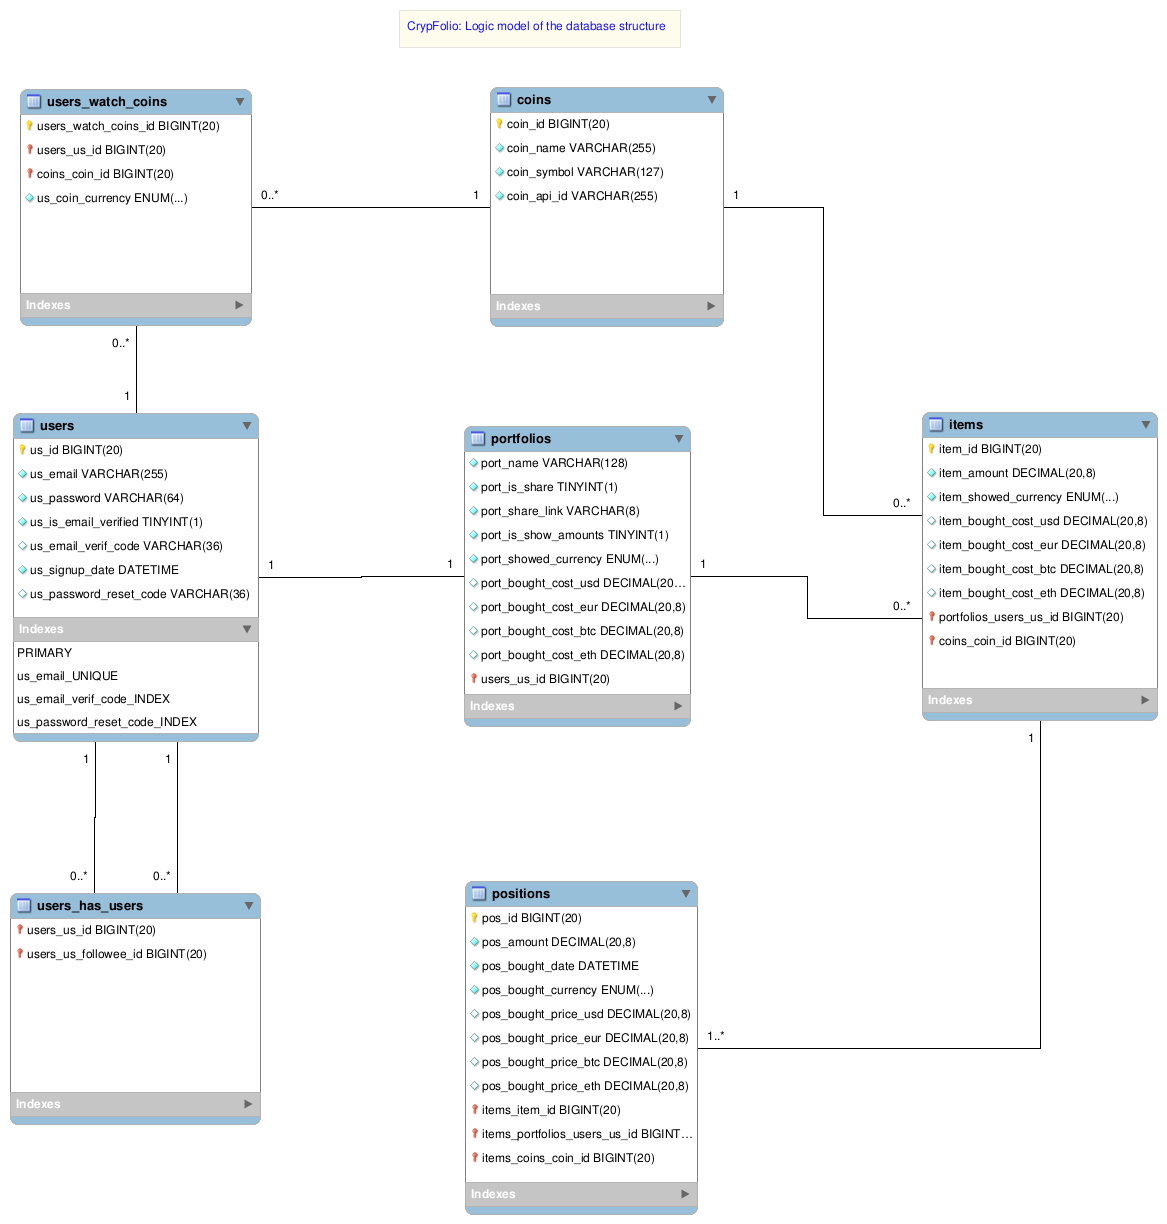 CrypFolio: Logic model of the database structure
users_watch_coins
users_watch_coins_id BIGINT(20)
users_us_id BIGINT(20)
coins_coin_id BIGINT(20)
us_coin_currency ENUM(...)
Indexes
coins
coin_id BIGINT(20)
coin_name VARCHAR(255)
coin_symbol VARCHAR(127)
coin_api_id VARCHAR(255)
Indexes
0..*
1
1
0..*
0..*
1
users
us_id BIGINT(20)
us_email VARCHAR(255)
us_password VARCHAR(64)
us_is_email_verified TINYINT(1)
us_email_verif_code VARCHAR(36)
us_signup_date DATETIME
us_password_reset_code VARCHAR(36)
Indexes
PRIMARY
us_email_UNIQUE
us_email_verif_code_INDEX
us_password_reset_code_INDEX
1
1
portfolios
port_name VARCHAR(128)
port_is_share TINYINT(1)
port_share_link VARCHAR(8)
port_is_show_amounts TINYINT(1)
port_showed_currency ENUM(...)
port_bought_cost_usd DECIMAL(20...
port_bought_cost_eur DECIMAL(20,8)
port_bought_cost_btc DECIMAL(20,8)
port_bought_cost_eth DECIMAL(20,8)
users_us_id BIGINT(20)
Indexes
1
0..*
items
item_id BIGINT(20)
item_amount DECIMAL(20,8)
item_showed_currency ENUM(...)
item_bought_cost_usd DECIMAL(20,8)
item_bought_cost_eur DECIMAL(20,8)
item_bought_cost_btc DECIMAL(20,8)
item_bought_cost_eth DECIMAL(20,8)
portfolios_users_us_id BIGINT(20)
coins_coin_id BIGINT(20)
Indexes
1
1
1
0..*
0..*
users_has_users
users_us_id BIGINT(20)
users_us_followee_id BIGINT(20)
Indexes
positions
pos_id BIGINT(20)
pos_amount DECIMAL(20,8)
pos_bought_date DATETIME
pos_bought_currency ENUM(...)
pos_bought_price_usd DECIMAL(20,8)
pos_bought_price_eur DECIMAL(20,8)
pos_bought_price_btc DECIMAL(20,8)
pos_bought_price_eth DECIMAL(20,8)
items_item_id BIGINT(20)
items_portfolios_users_us_id BIGINT...
items_coins_coin_id BIGINT(20)
Indexes
1..*